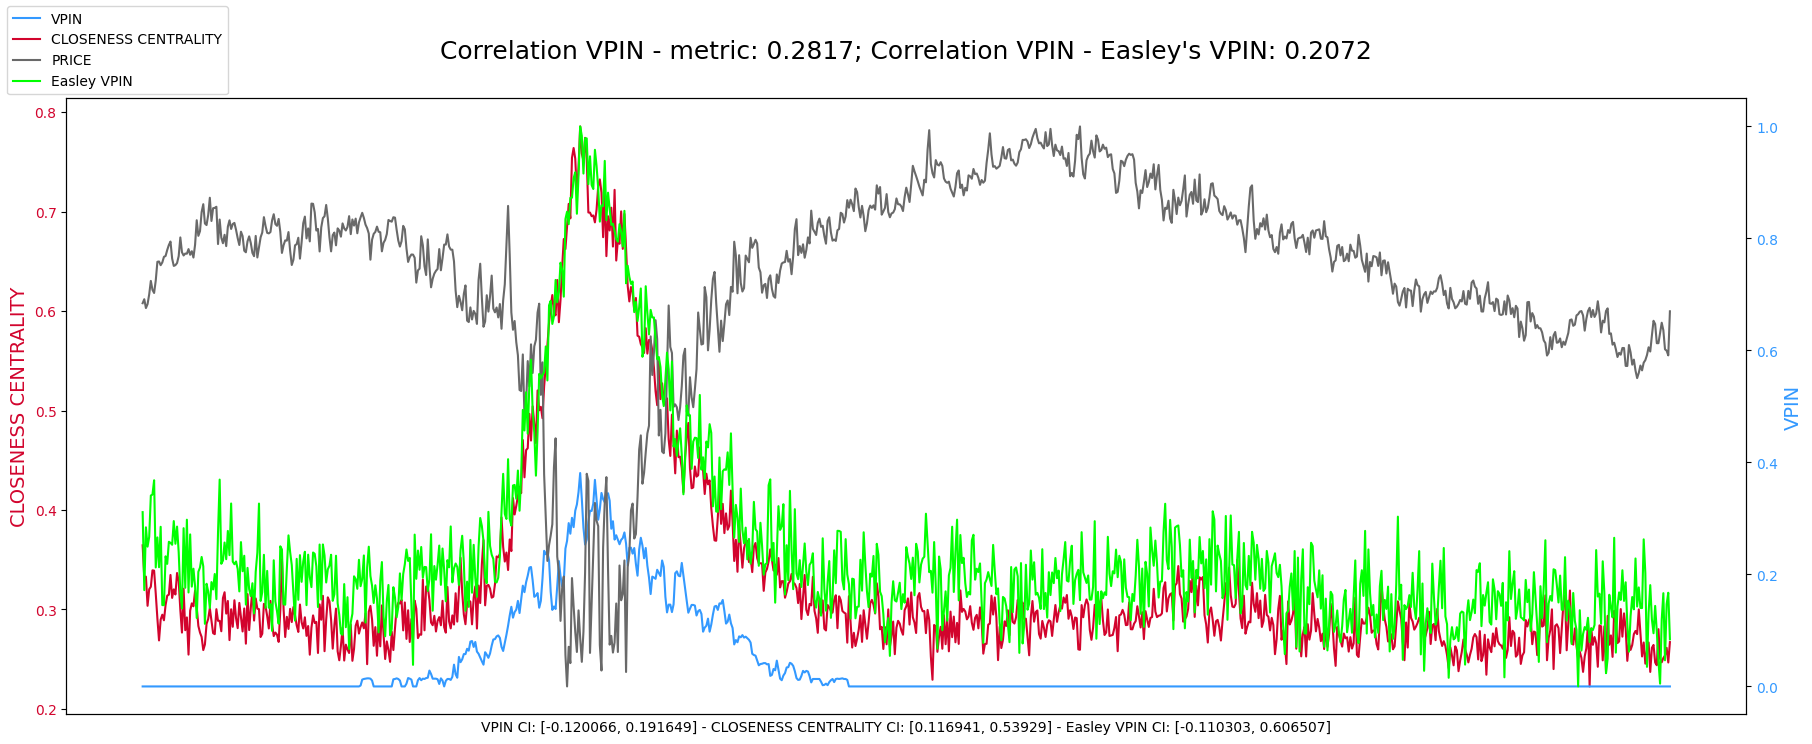 VPIN
CLOSENESS CENTRALITY
PRICE
Easley VPIN
Correlation VPIN - metric: 0.2817; Correlation VPIN - Easley's VPIN: 0.2072
CLOSENESS CENTRALITY
0.8
0.7
0.6
0.5
0.4
0.3
0.2
1.0
0.8
0.6
0.4
0.2
0.0
VPIN
VPIN CI: [-0.120066, 0.191649] - CLOSENESS CENTRALITY CI: [0.116941, 0.53929] - Easley VPIN CI: [-0.110303, 0.606507]